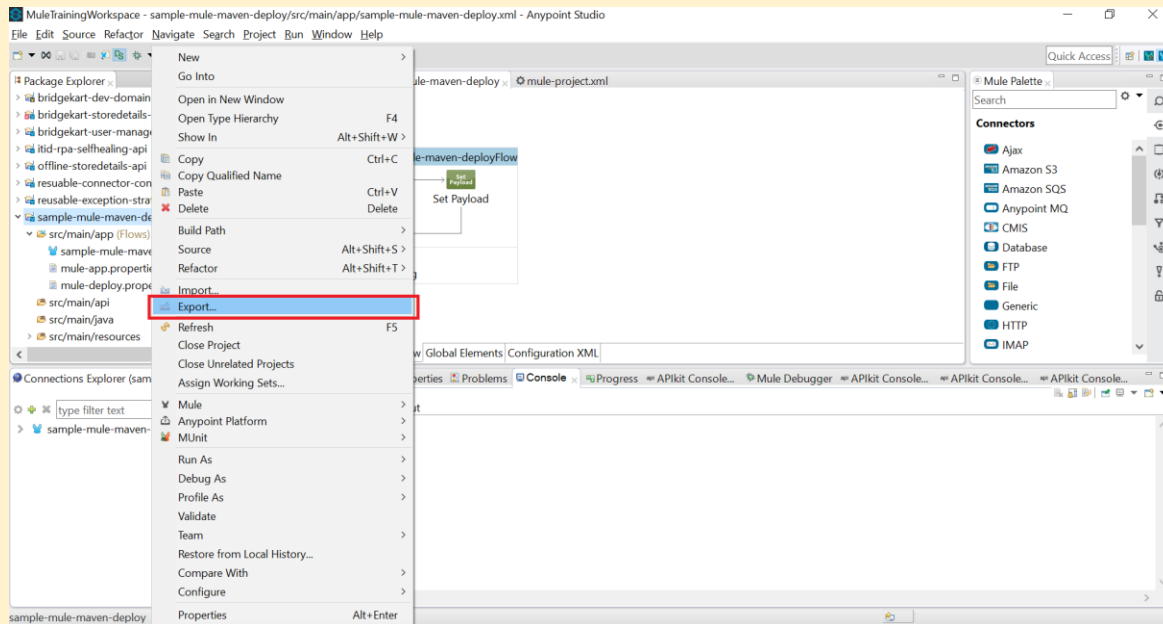 MuleTrainingWorkspace - sample-mule-maven-deploy/src/main/app/sample-mule-maven-deploy.xml - Anypoint Studio
File Edit Source Refactor Navigate Search Project Run Window Help
Quick Access
Package Explorer
bridgekart-dev-domain
bridgekart-storedetails-
bridgekart-user-manage
itid-rpa-selfhealing-api
offline-storedetails-api
resuable-connector-con
reusable-exception-stra
sample-mule-maven-de
src/main/app (Flows)
sample-mule-mave
mule-app.propertie
mule-deploy.prope
src/main/api
src/main/java
src/main/resources
Connections Explorer (sam
type filter text
sample-mule-maven-
New
Go Into
Open in New Window
Open Type Hierarchy F4
Show In Alt+Shift+W
Copy Ctrl+C
Copy Qualified Name
Paste Ctrl+V
Delete Delete
Build Path
Source Alt+Shift+S
Refactor Alt+Shift+T
Import...
Export...
Refresh F5
Close Project
Close Unrelated Projects
Assign Working Sets...
Mule
Anypoint Platform
MUnit
Run As
Debug As
Profile As
Validate
Team
Restore from Local History...
Compare With
Configure
Properties Alt+Enter
ule-maven-deploy mule-project.xml
le-maven-deployFlow
Set Payload
Set Payload
g
w Global Elements Configuration XML
Mule Palette
Search
Connectors
Ajax
Amazon S3
Amazon SQS
Anypoint MQ
CMIS
Database
FTP
File
Generic
HTTP
IMAP
perties Problems Console Progress APIkit Console... Mule Debugger APIkit Console... APIkit Console... APIkit Console...
ut
sample-mule-maven-deploy